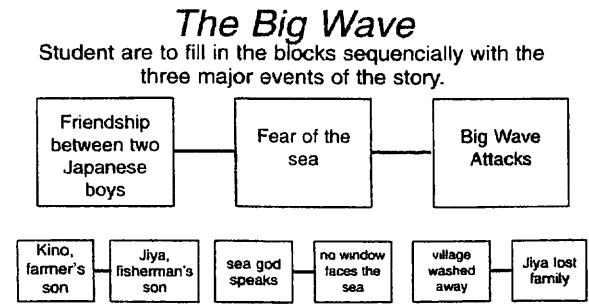 The Big Wave
Student are to fill in the blocks sequencially with the
three major events of the story.
Friendship
between two
Japanese
boys
Fear of the
sea
Big Wave
Attacks
Kino,
farmer's
son
Jiya,
fisherman's
son
sea god
speaks
no window
faces the
sea
village
washed
away
Jiya lost
family